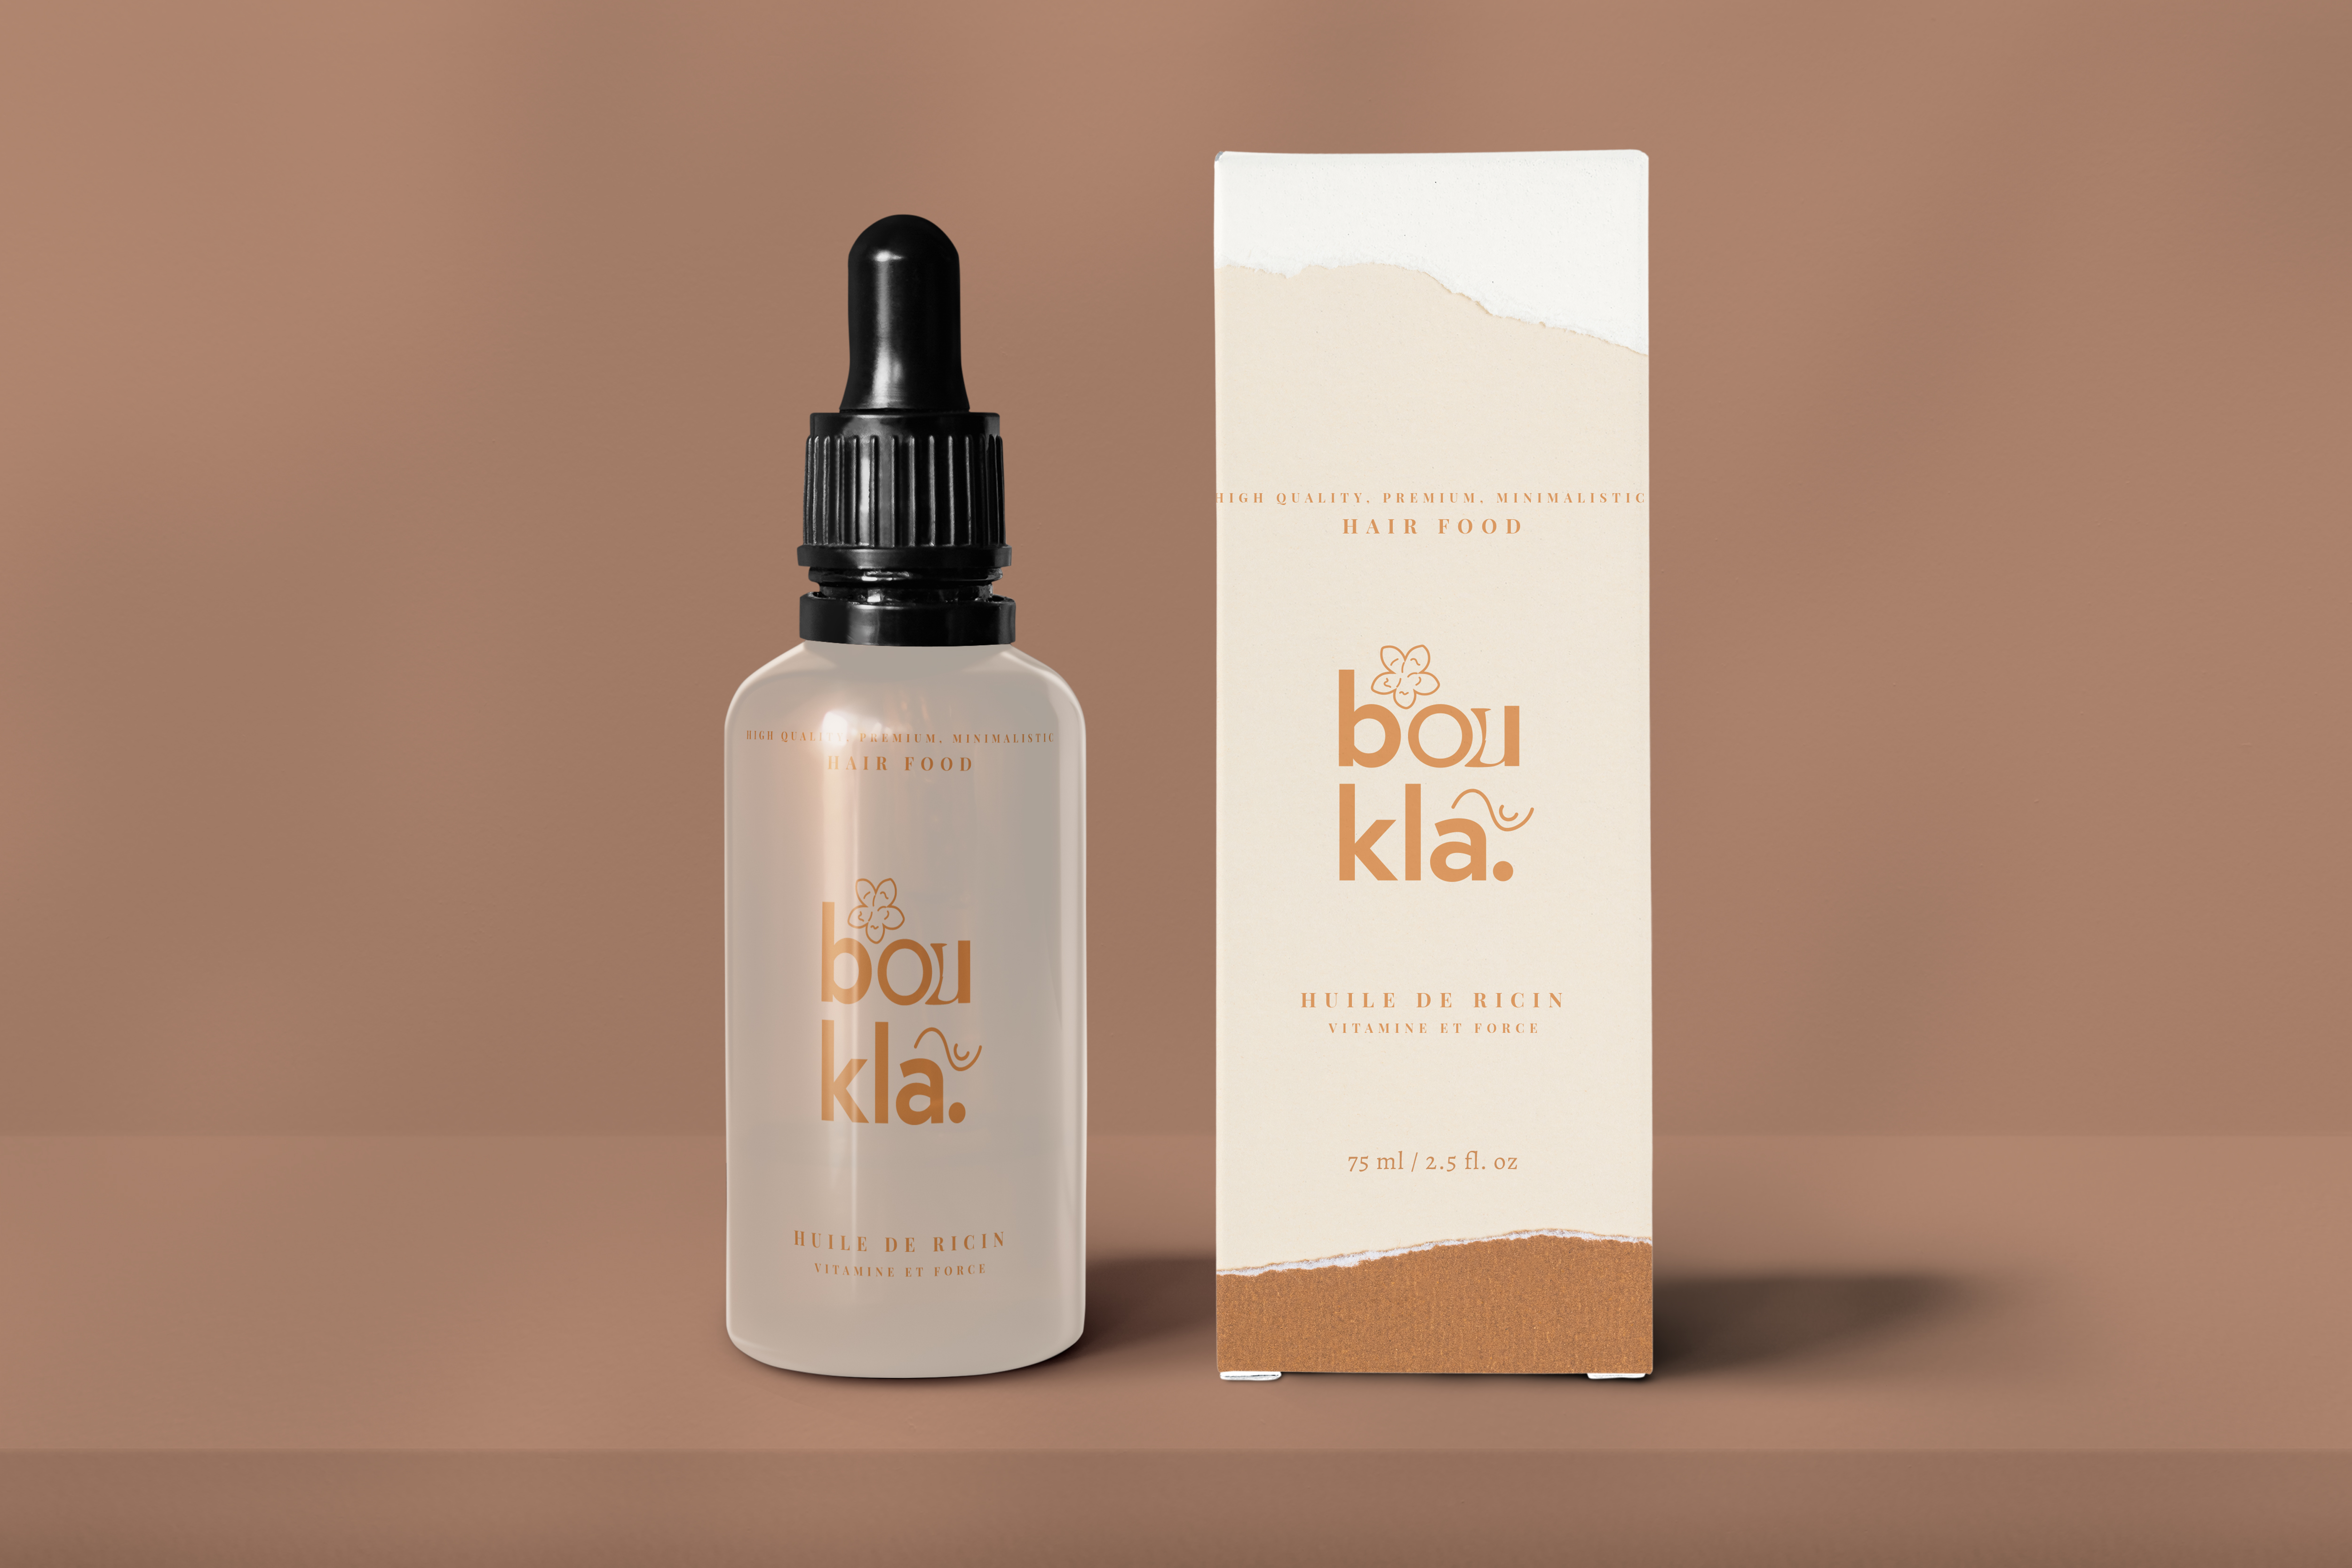 HIGH QUALITY, PREMIUM, MINIMALISTIC
HAIR FOOD
bou
kla.
HUILE DE RICIN
VITAMINE ET FORCE
HIGH QUALITY, PREMIUM, MINIMALISTIC
HAIR FOOD
bou
kla.
HUILE DE RICIN
VITAMINE ET FORCE
75 ml / 2.5 fl. oz